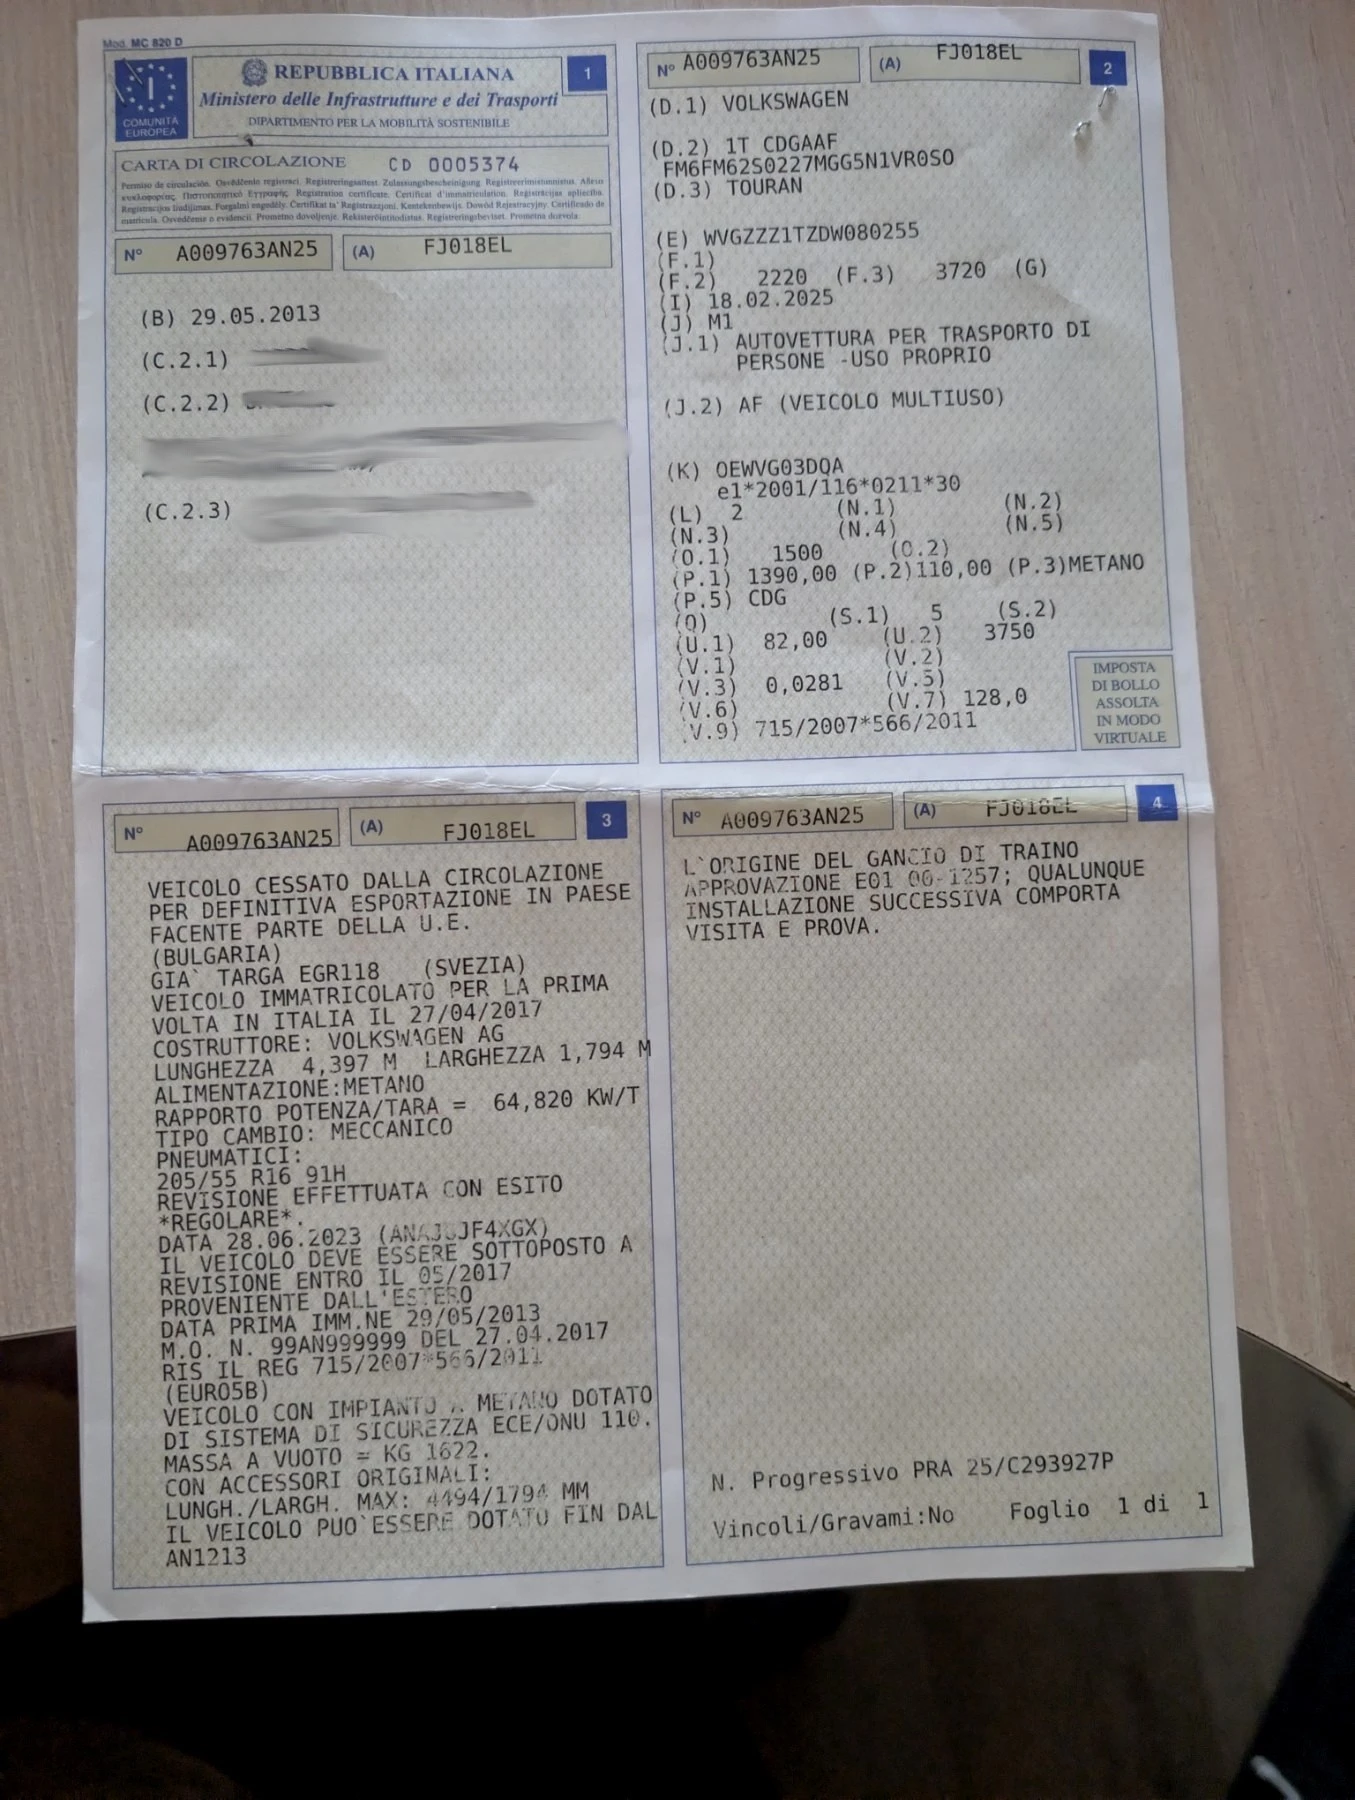 Mod. MC 820 D
COMUNITÀ
EUROPEA
REPUBBLICA ITALIANA
Ministero delle Infrastrutture e dei Trasporti
DIPARTIMENTO PER LA MOBILITÀ SOSTENIBILE
1
CARTA DI CIRCOLAZIONE CD 0005374
Permiso de circulación. Osvědčenie registraci. Registreringsattest. Zulassungsbescheinigung.
Registration certificate. Certificat d'immatriculation.
N° A009763AN25 (A) FJ018EL
(B) 29.05.2013
(C.2.1)
(C.2.2)
(C.2.3)
N° A009763AN25 (A) FJ018EL 2
(D.1) VOLKSWAGEN
(D.2) 1T CDGAAF
FM6FM62S0227MGG5N1VR0SO
(D.3) TOURAN
(E) WVGZZZ1TZDW080255
(F.1)
(F.2) 2220 (F.3) 3720 (G)
(I) 18.02.2025
(J) M1
(J.1) AUTOVETTURA PER TRASPORTO DI
PERSONE -USO PROPRIO
(J.2) AF (VEICOLO MULTIUSO)
(K) OEWVG03DQA
e1*2001/116*0211*30
(L) 2 (N.1) (N.2)
(N.3) (N.4) (N.5)
(O.1) 1500 (O.2)
(P.1) 1390,00 (P.2)110,00 (P.3)METANO
(P.5) CDG
(Q) (S.1) 5 (S.2)
(U.1) 82,00 (U.2) 3750
(V.1) (V.2)
(V.3) 0,0281 (V.5)
(V.6) (V.7) 128,0
(V.9) 715/2007*566/2011
IMPOSTA
DI BOLLO
ASSOLTA
IN MODO
VIRTUALE
N° A009763AN25 (A) FJ018EL 3
VEICOLO CESSATO DALLA CIRCOLAZIONE
PER DEFINITIVA ESPORTAZIONE IN PAESE
FACENTE PARTE DELLA U.E.
(BULGARIA)
GIA` TARGA EGR118 (SVEZIA)
VEICOLO IMMATRICOLATO PER LA PRIMA
VOLTA IN ITALIA IL 27/04/2017
COSTRUTTORE: VOLKSWAGEN AG
LUNGHEZZA 4,397 M LARGHEZZA 1,794 M
ALIMENTAZIONE:METANO
RAPPORTO POTENZA/TARA = 64,820 KW/T
TIPO CAMBIO: MECCANICO
PNEUMATICI:
205/55 R16 91H
REVISIONE EFFETTUATA CON ESITO
*REGOLARE*.
DATA 28.06.2023
IL VEICOLO DEVE ESSERE SOTTOPOSTO A
REVISIONE ENTRO IL 05/2017
PROVENIENTE DALL'ESTERO
DATA PRIMA IMM.NE 29/05/2013
M.O. N. 99AN999999 DEL 27.04.2017
RIS IL REG 715/2007*566/2011
(EURO5B)
VEICOLO CON IMPIANTO A METANO DOTATO
DI SISTEMA DI SICUREZZA ECE/ONU 110.
MASSA A VUOTO = KG 1622.
CON ACCESSORI ORIGINALI:
LUNGH./LARGH. MAX: 4494/1794 MM
IL VEICOLO PUO`ESSERE DOTATO FIN DAL
AN1213
N° A009763AN25 (A) FJ018EL 4
L`ORIGINE DEL GANCIO DI TRAINO
APPROVAZIONE E01 00-1257; QUALUNQUE
INSTALLAZIONE SUCCESSIVA COMPORTA
VISITA E PROVA.
N. Progressivo PRA 25/C293927P
Vincoli/Gravami:No Foglio 1 di 1